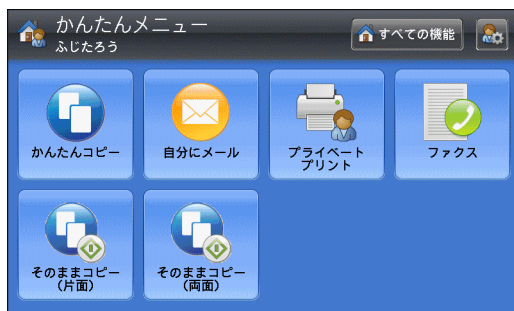 かんたんメニュー
ふじたろう
すべての機能
かんたんコピー
自分にメール
プライベート
プリント
ファクス
そのままコピー
(片面)
そのままコピー
(両面)